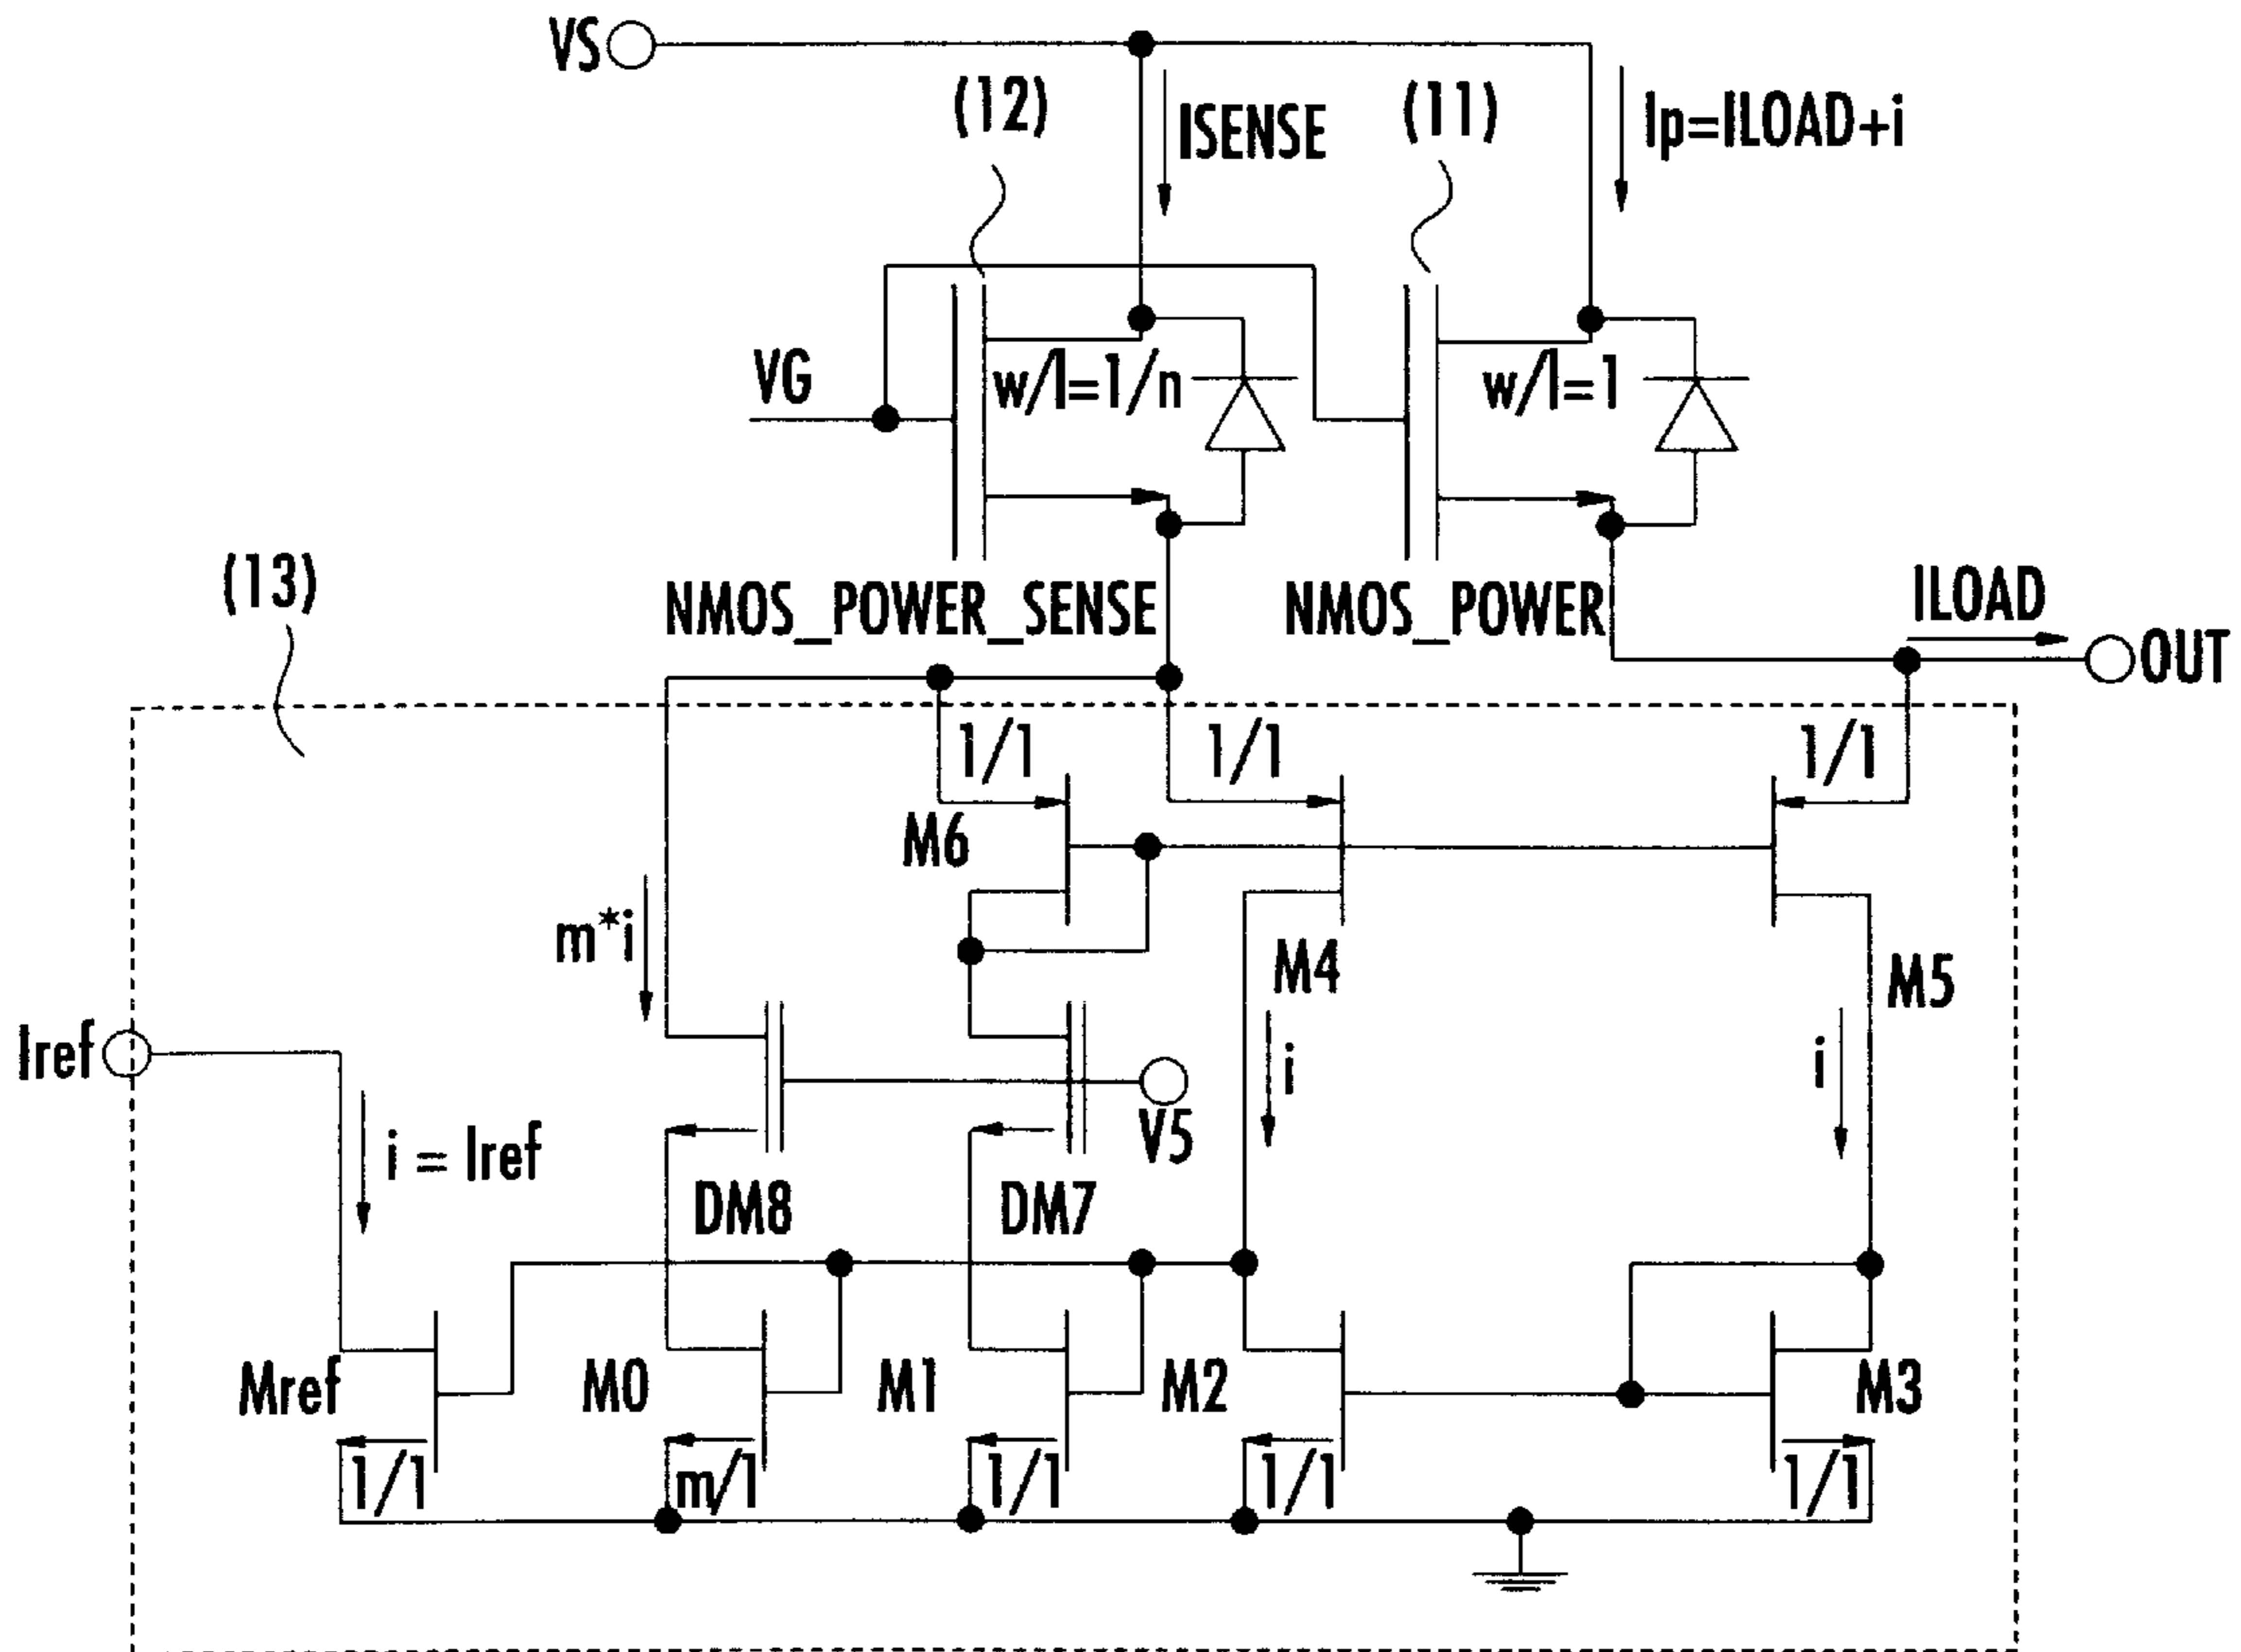 VS
(12)
ISENSE
(11)
Ip=ILOAD+i
VG
w/l=1/n
w/l=1
(13)
NMOS_POWER_SENSE
NMOS_POWER
ILOAD
OUT
1/1
1/1
1/1
M6
m*i
M4
M5
Iref
i
i
V5
i = Iref
DM8
DM7
Mref
M0
M1
M2
M3
1/1
m/1
1/1
1/1
1/1